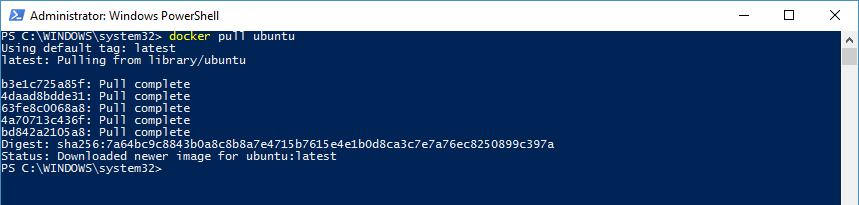 Administrator: Windows PowerShell
PS C:\WINDOWS\system32> docker pull ubuntu
Using default tag: latest
latest: Pulling from library/ubuntu
b3e1c725a85f: Pull complete
4daad8bdde31: Pull complete
63fe8c0068a8: Pull complete
4a70713c436f: Pull complete
bd842a2105a8: Pull complete
Digest: sha256:7a64bc9c8843b0a8c8b8a7e4715b7615e4e1b0d8ca3c7e7a76ec8250899c397a
Status: Downloaded newer image for ubuntu:latest
PS C:\WINDOWS\system32>